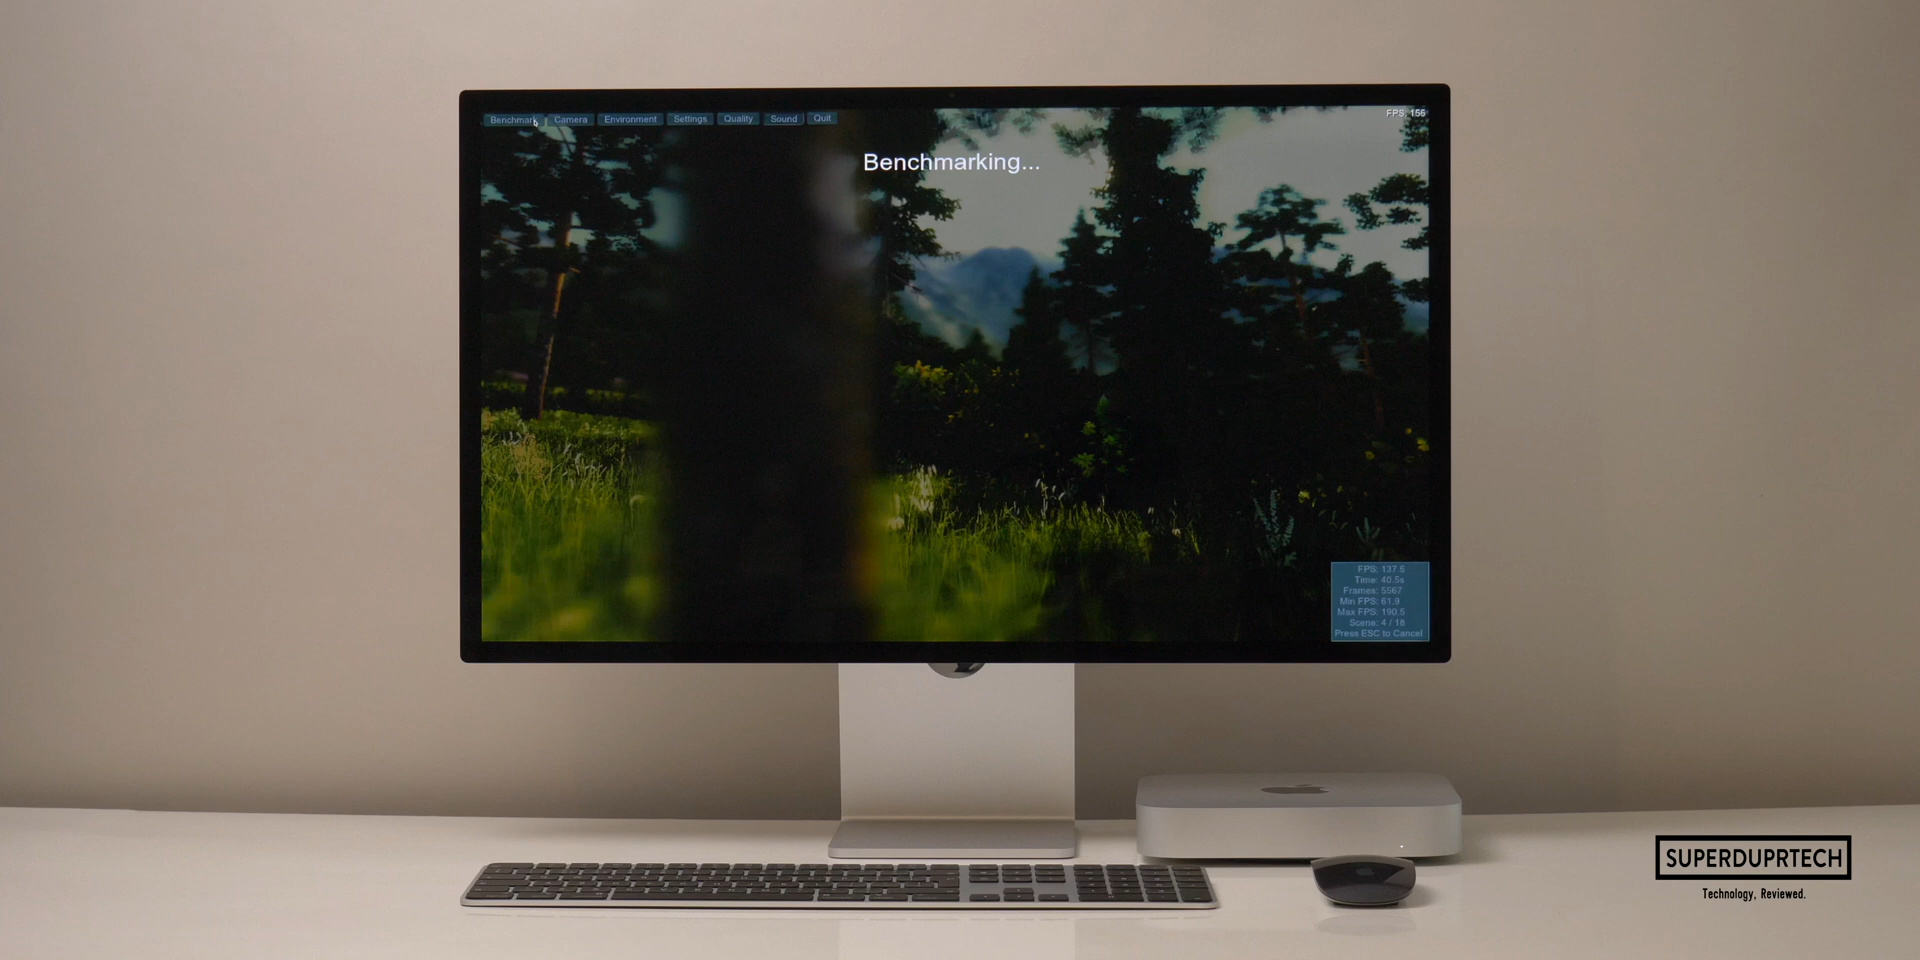 Benchmark Camera Environment Settings Quality Sound Quit
FPS: 156
Benchmarking...
FPS: 137.5
Time: 40.5s
Frames: 5567
Min FPS: 61.9
Max FPS: 190.5
Scene: 4 / 18
Press ESC to Cancel
SUPERDUPRTECH
Technology, Reviewed.